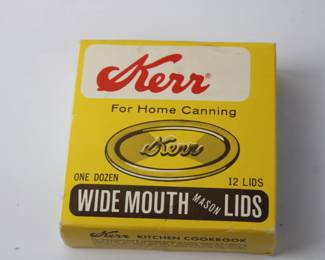 Kerr®
For Home Canning
Kerr
ONE DOZEN 12 LIDS
WIDE MOUTH MASON LIDS
Kerr KITCHEN COOKBOOK